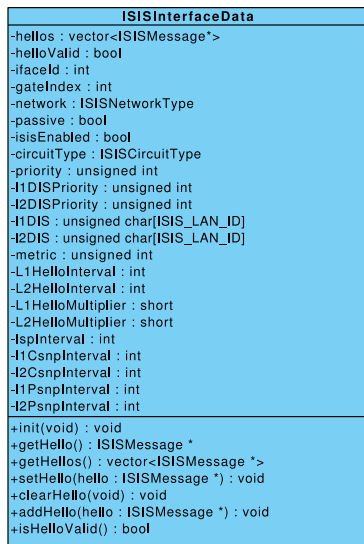 ISISInterfaceData
-hellos : vector<ISISMessage*>
-helloValid : bool
-ifaceId : int
-gateIndex : int
-network : ISISNetworkType
-passive : bool
-isisEnabled : bool
-circuitType : ISISCircuitType
-priority : unsigned int
-l1DISPriority : unsigned int
-l2DISPriority : unsigned int
-l1DIS : unsigned char[ISIS_LAN_ID]
-l2DIS : unsigned char[ISIS_LAN_ID]
-metric : unsigned int
-L1HelloInterval : int
-L2HelloInterval : int
-L1HelloMultiplier : short
-L2HelloMultiplier : short
-lspInterval : int
-l1CsnpInterval : int
-l2CsnpInterval : int
-l1PsnpInterval : int
-l2PsnpInterval : int
+init(void) : void
+getHello() : ISISMessage *
+getHellos() : vector<ISISMessage *>
+setHello(hello : ISISMessage *) : void
+clearHello(void) : void
+addHello(hello : ISISMessage *) : void
+isHelloValid() : bool